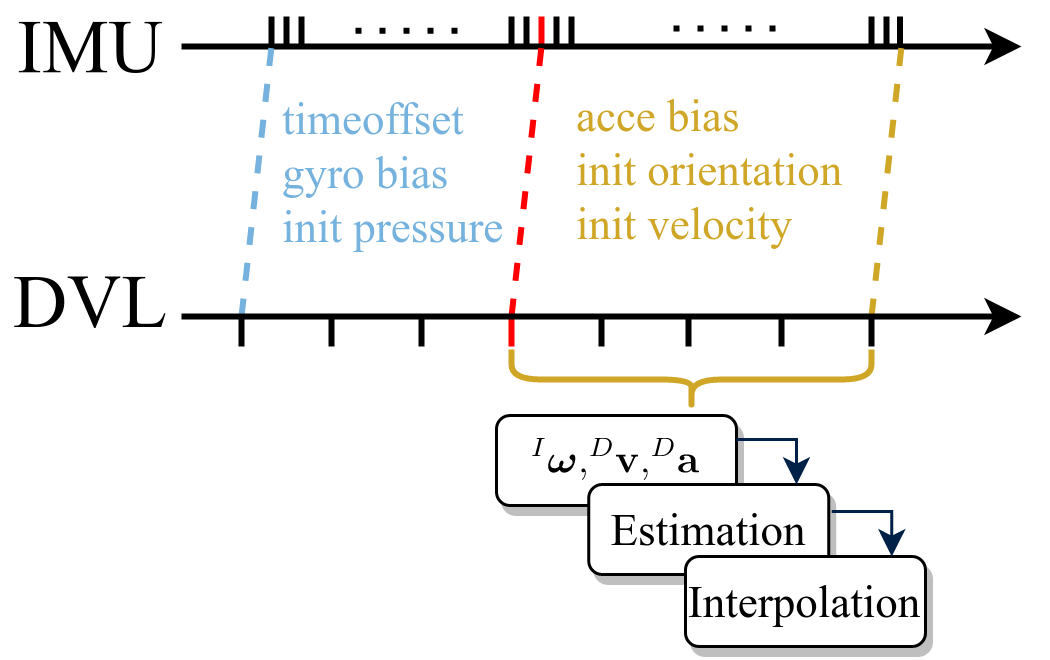 IMU
timeoffset
gyro bias
init pressure
acce bias
init orientation
init velocity
DVL
ᴵω,ᴰv,ᴰa
Estimation
Interpolation